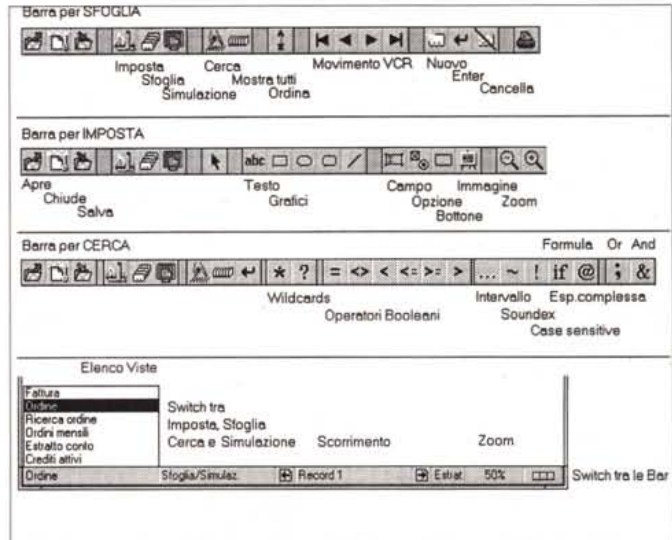 Barra per SFOGLIA
Imposta Cerca Movimento VCR Nuovo
Sfoglia Mostra tutti Enter
Simulazione Ordina Cancella
Barra per IMPOSTA
abc
Apre Testo Campo Immagine
Chiude Grafici Opzione Zoom
Salva Bottone
Barra per CERCA Formula Or And
* ? = <> < <= >= > ... ~ ! if @ ; &
Wildcards Intervallo Esp.complessa
Operatori Booleani Soundex
Case sensitive
Elenco Viste
Fattura
Ordine Switch tra
Ricerca ordine Imposta, Sfoglia
Ordini mensili Cerca e Simulazione Scorrimento Zoom
Estratto conto
Crediti attivi
Ordine Sfoglia/Simulaz. Record 1 Estrat. 50% Switch tra le Bar